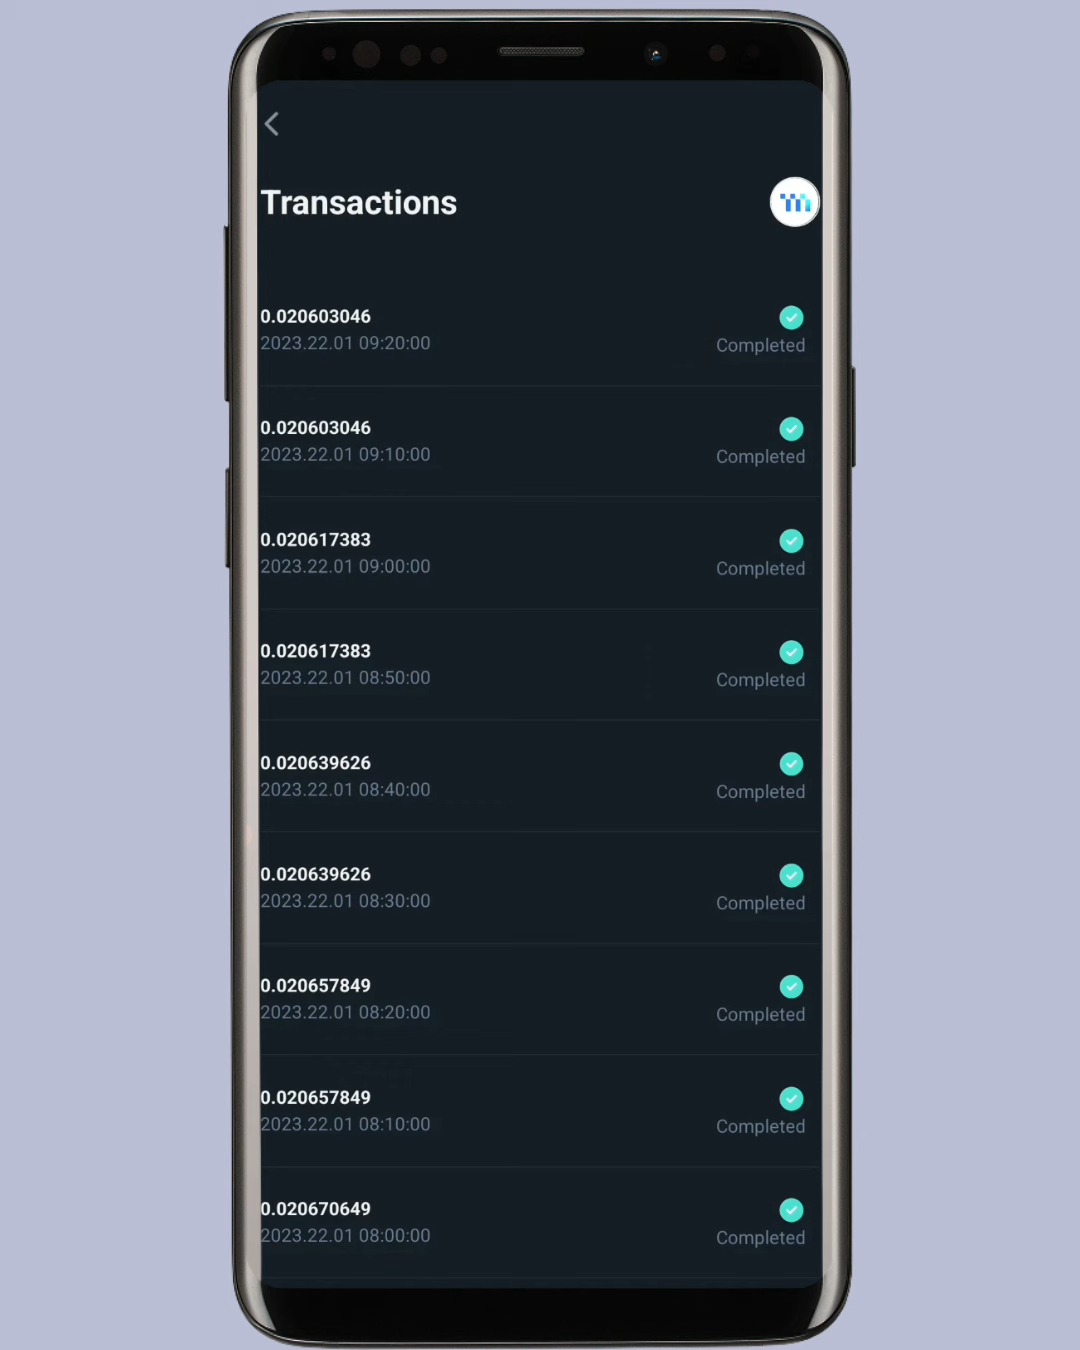 Transactions
0.020603046
2023.22.01 09:20:00
Completed
0.020603046
2023.22.01 09:10:00
Completed
0.020617383
2023.22.01 09:00:00
Completed
0.020617383
2023.22.01 08:50:00
Completed
0.020639626
2023.22.01 08:40:00
Completed
0.020639626
2023.22.01 08:30:00
Completed
0.020657849
2023.22.01 08:20:00
Completed
0.020657849
2023.22.01 08:10:00
Completed
0.020670649
2023.22.01 08:00:00
Completed